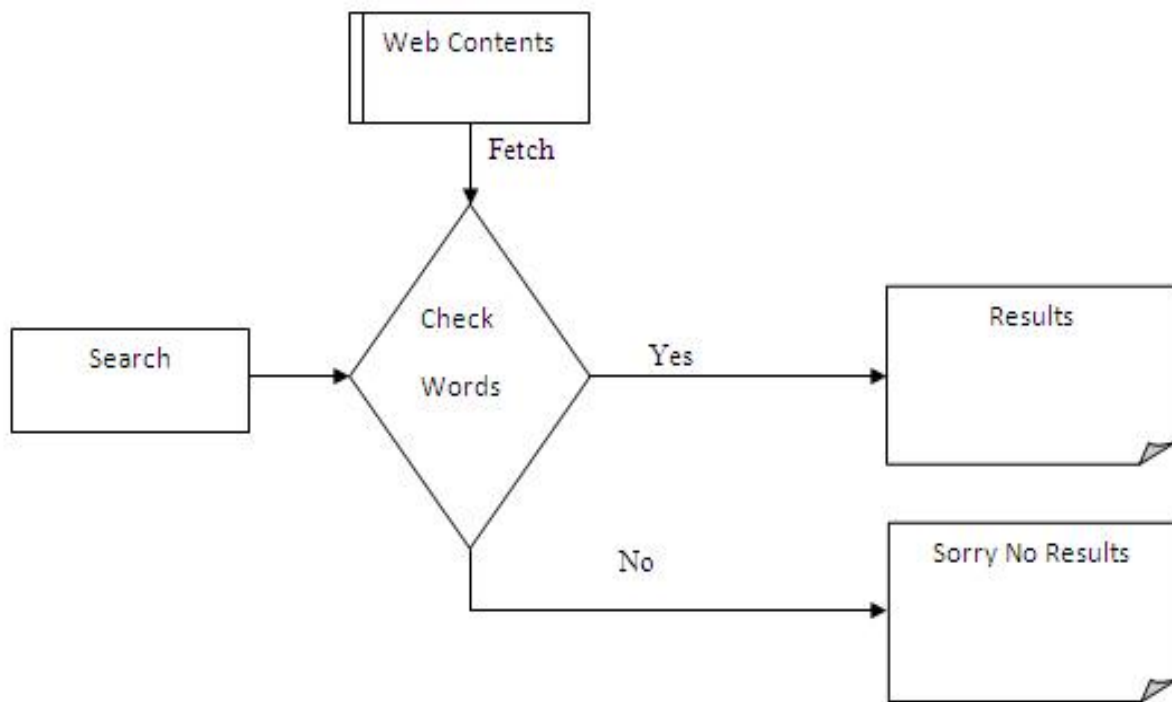 Web Contents
Fetch
Check
Words
Search
Yes
Results
No
Sorry No Results